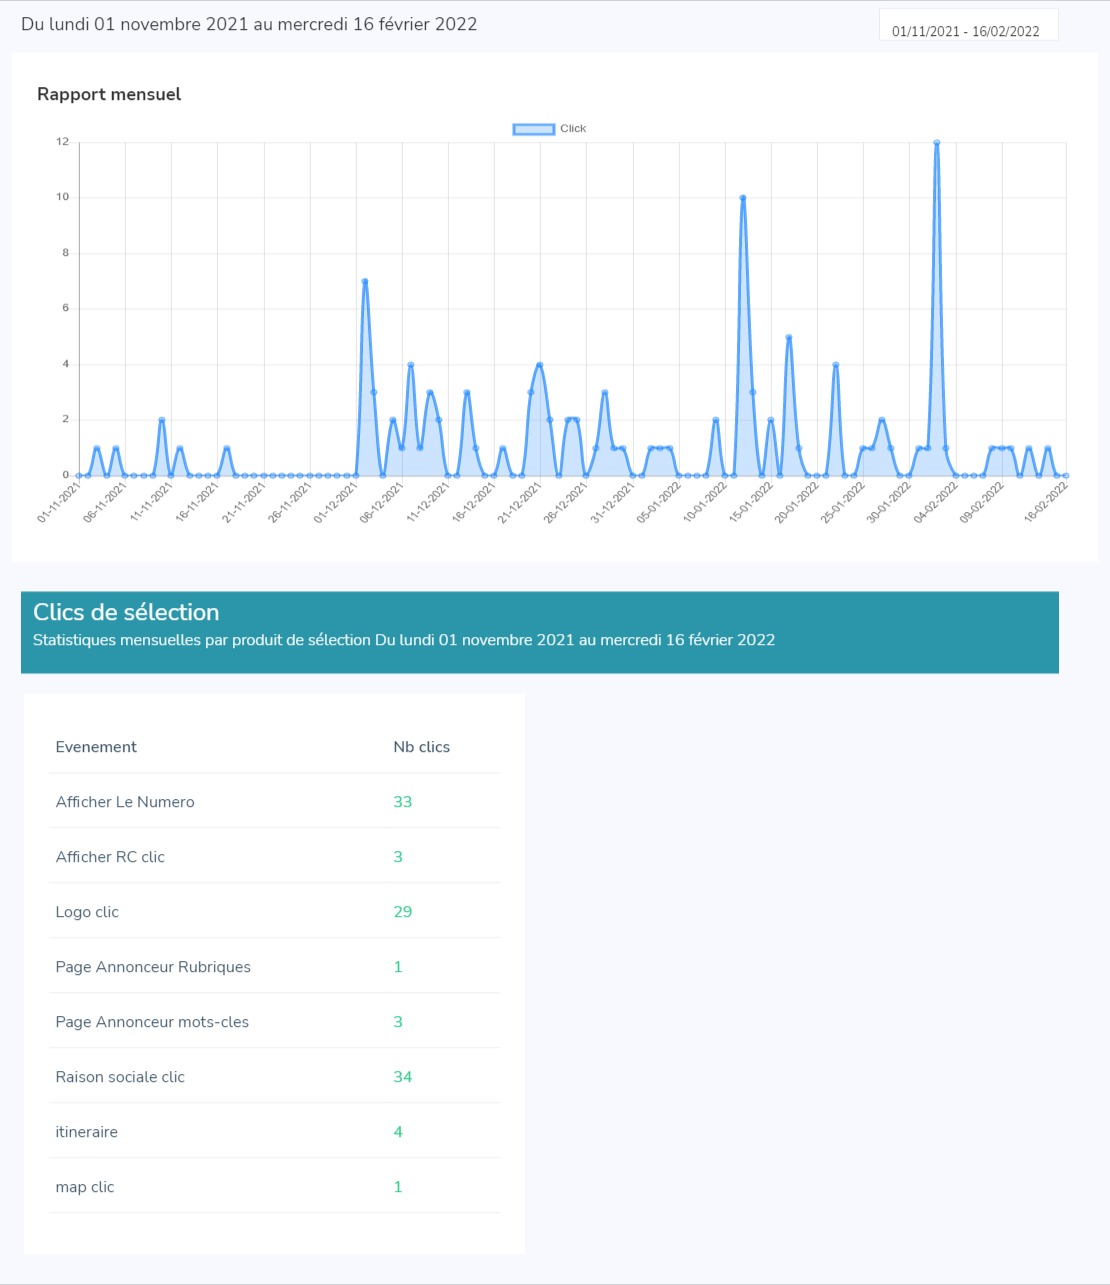 Du lundi 01 novembre 2021 au mercredi 16 février 2022
01/11/2021 - 16/02/2022
Rapport mensuel
Click
12
10
8
6
4
2
0
01-11-2021
06-11-2021
11-11-2021
16-11-2021
21-11-2021
26-11-2021
01-12-2021
06-12-2021
11-12-2021
16-12-2021
21-12-2021
26-12-2021
31-12-2021
05-01-2022
10-01-2022
15-01-2022
20-01-2022
25-01-2022
30-01-2022
04-02-2022
09-02-2022
16-02-2022
Clics de sélection
Statistiques mensuelles par produit de sélection Du lundi 01 novembre 2021 au mercredi 16 février 2022
Evenement Nb clics
Afficher Le Numero 33
Afficher RC clic 3
Logo clic 29
Page Annonceur Rubriques 1
Page Annonceur mots-cles 3
Raison sociale clic 34
itineraire 4
map clic 1